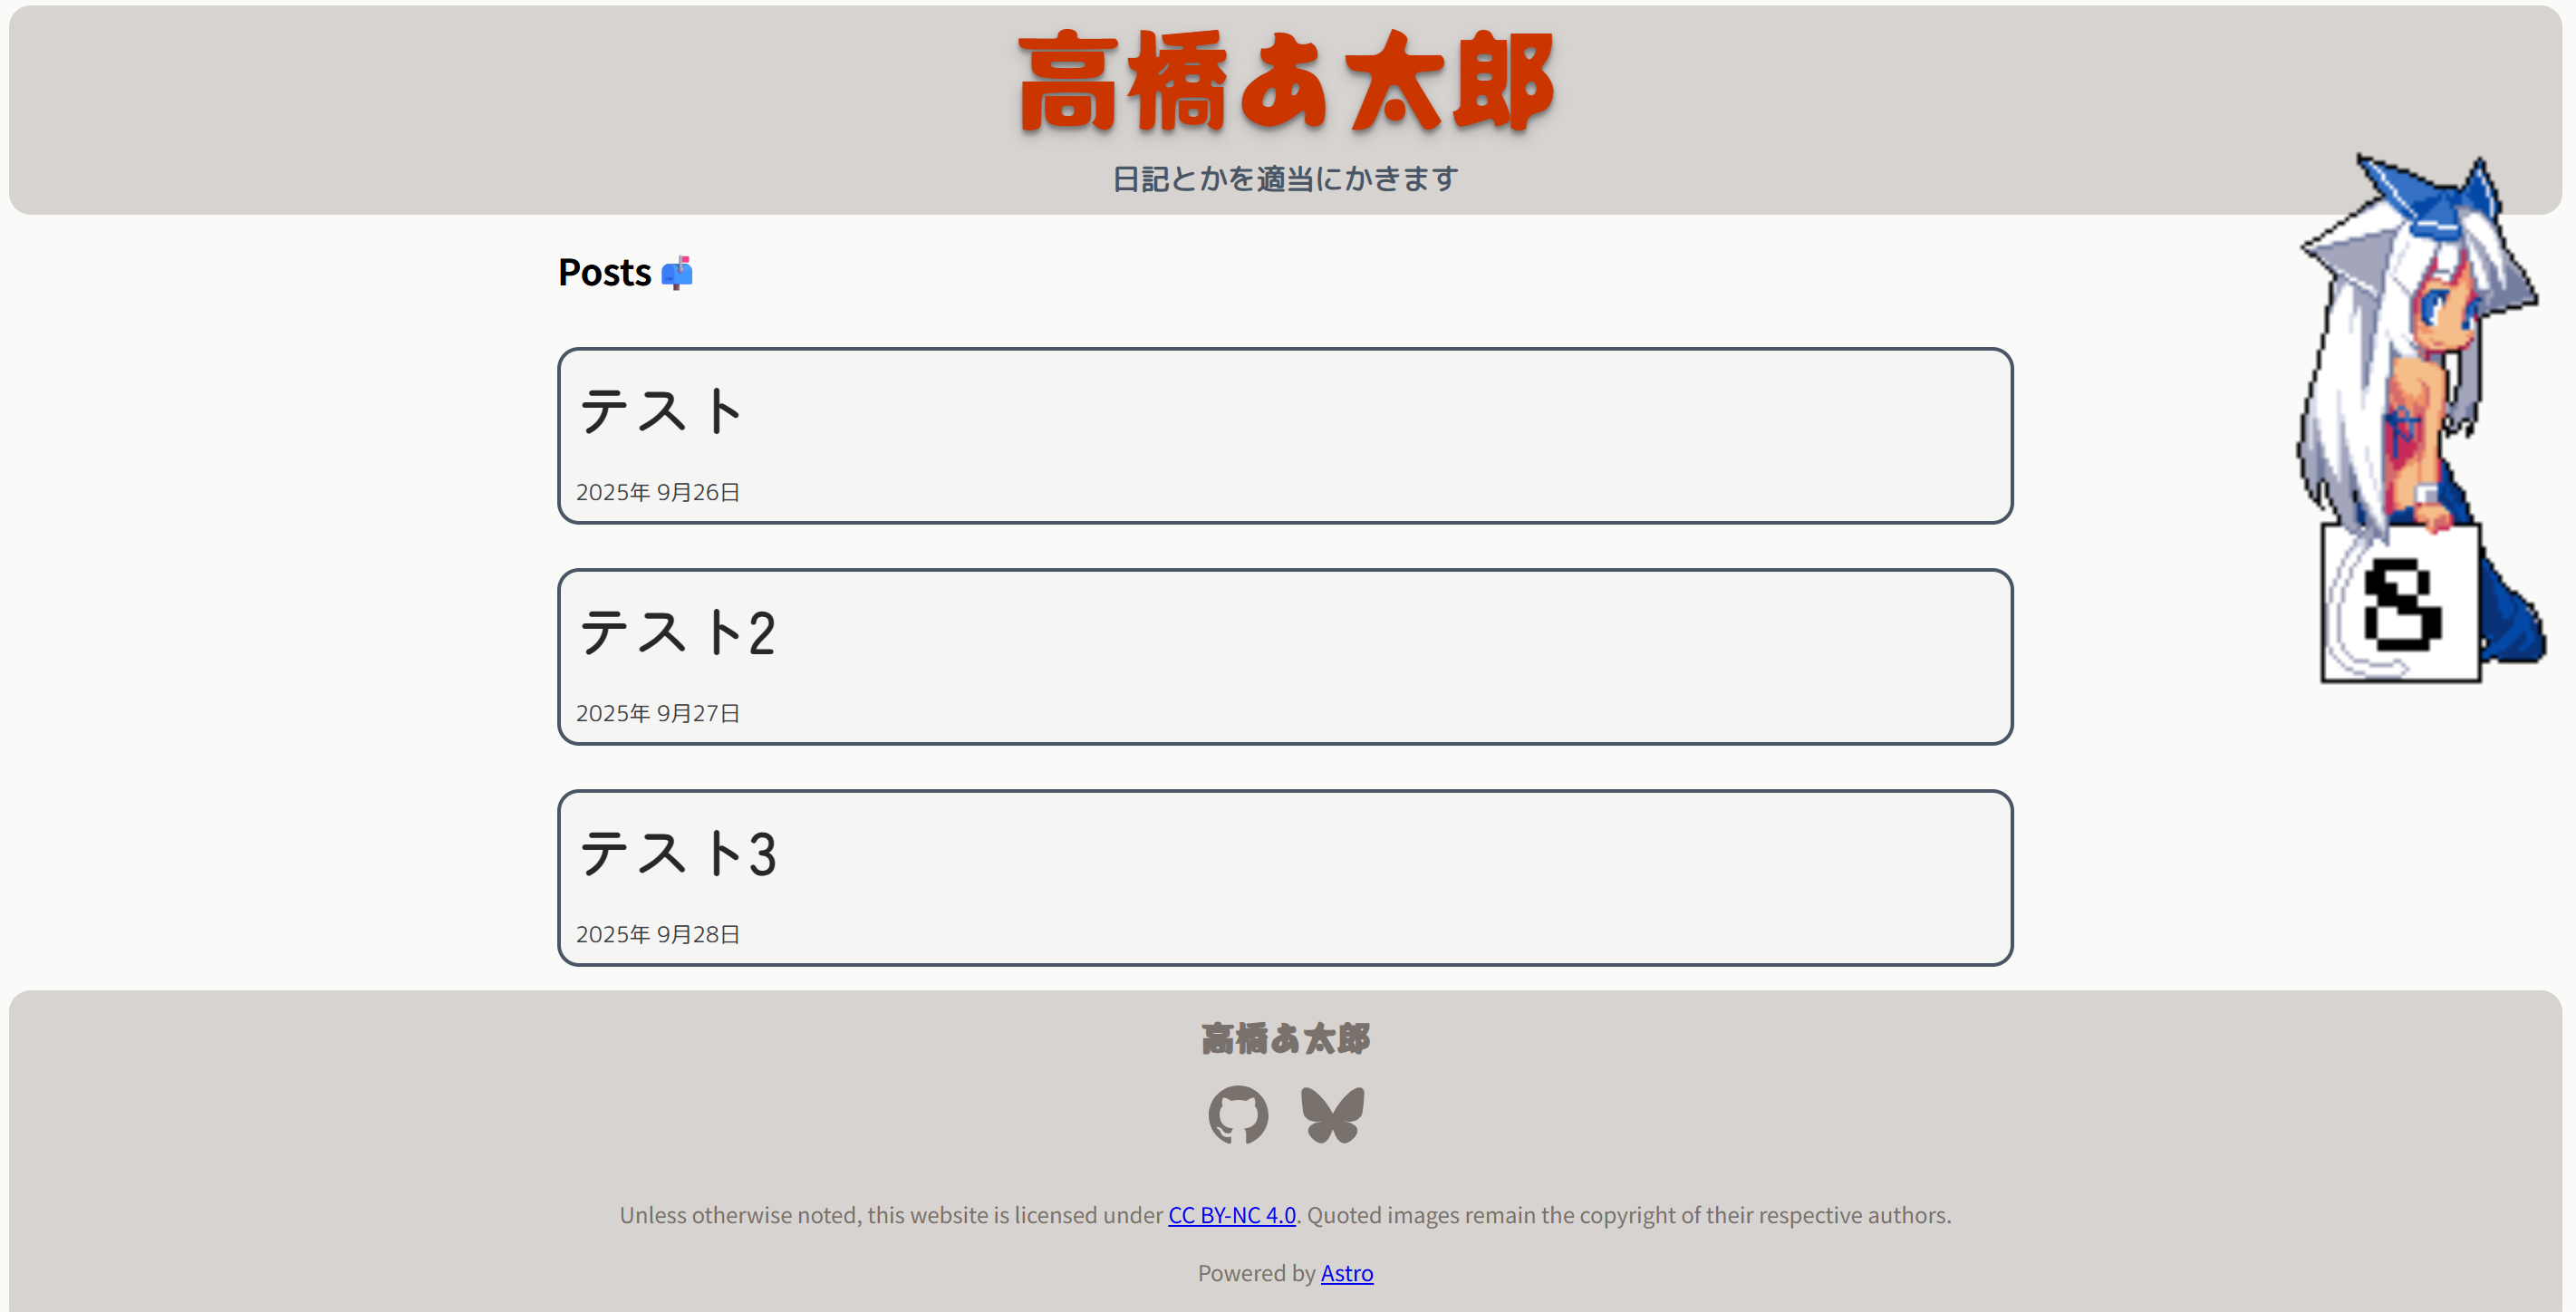 高橋あ太郎
日記とかを適当にかきます
Posts 📫
テスト
2025年 9月26日
テスト2
2025年 9月27日
テスト3
2025年 9月28日
8
高橋あ太郎
Unless otherwise noted, this website is licensed under CC BY-NC 4.0. Quoted images remain the copyright of their respective authors.
Powered by Astro